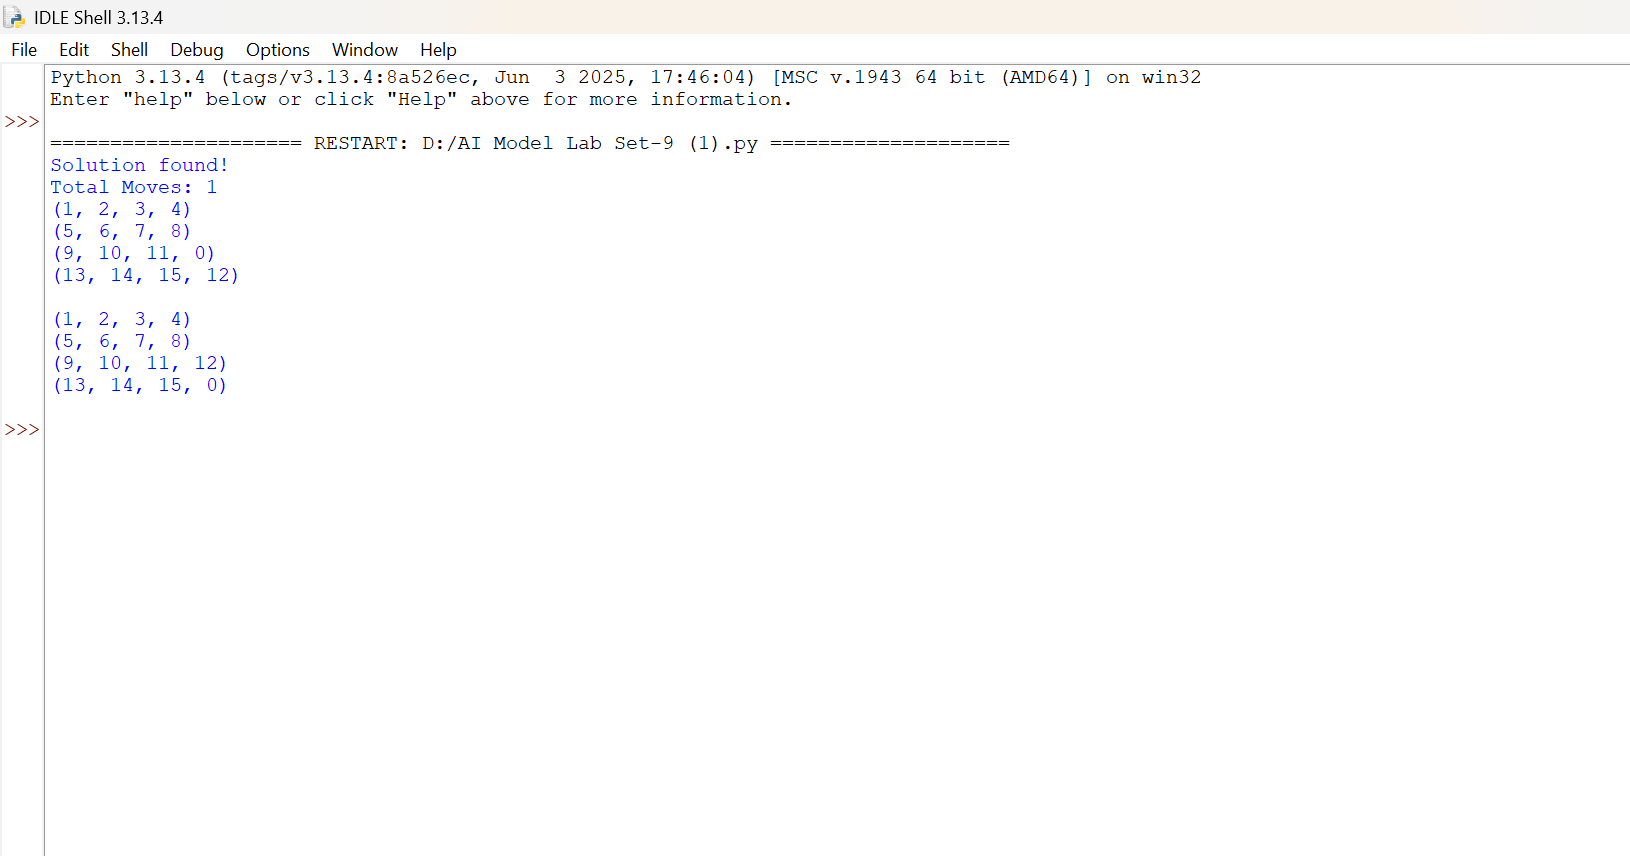 IDLE Shell 3.13.4
File Edit Shell Debug Options Window Help
Python 3.13.4 (tags/v3.13.4:8a526ec, Jun  3 2025, 17:46:04) [MSC v.1943 64 bit (AMD64)] on win32
Enter "help" below or click "Help" above for more information.
>>>
===================== RESTART: D:/AI Model Lab Set-9 (1).py ====================
Solution found!
Total Moves: 1
(1, 2, 3, 4)
(5, 6, 7, 8)
(9, 10, 11, 0)
(13, 14, 15, 12)
(1, 2, 3, 4)
(5, 6, 7, 8)
(9, 10, 11, 12)
(13, 14, 15, 0)
>>>